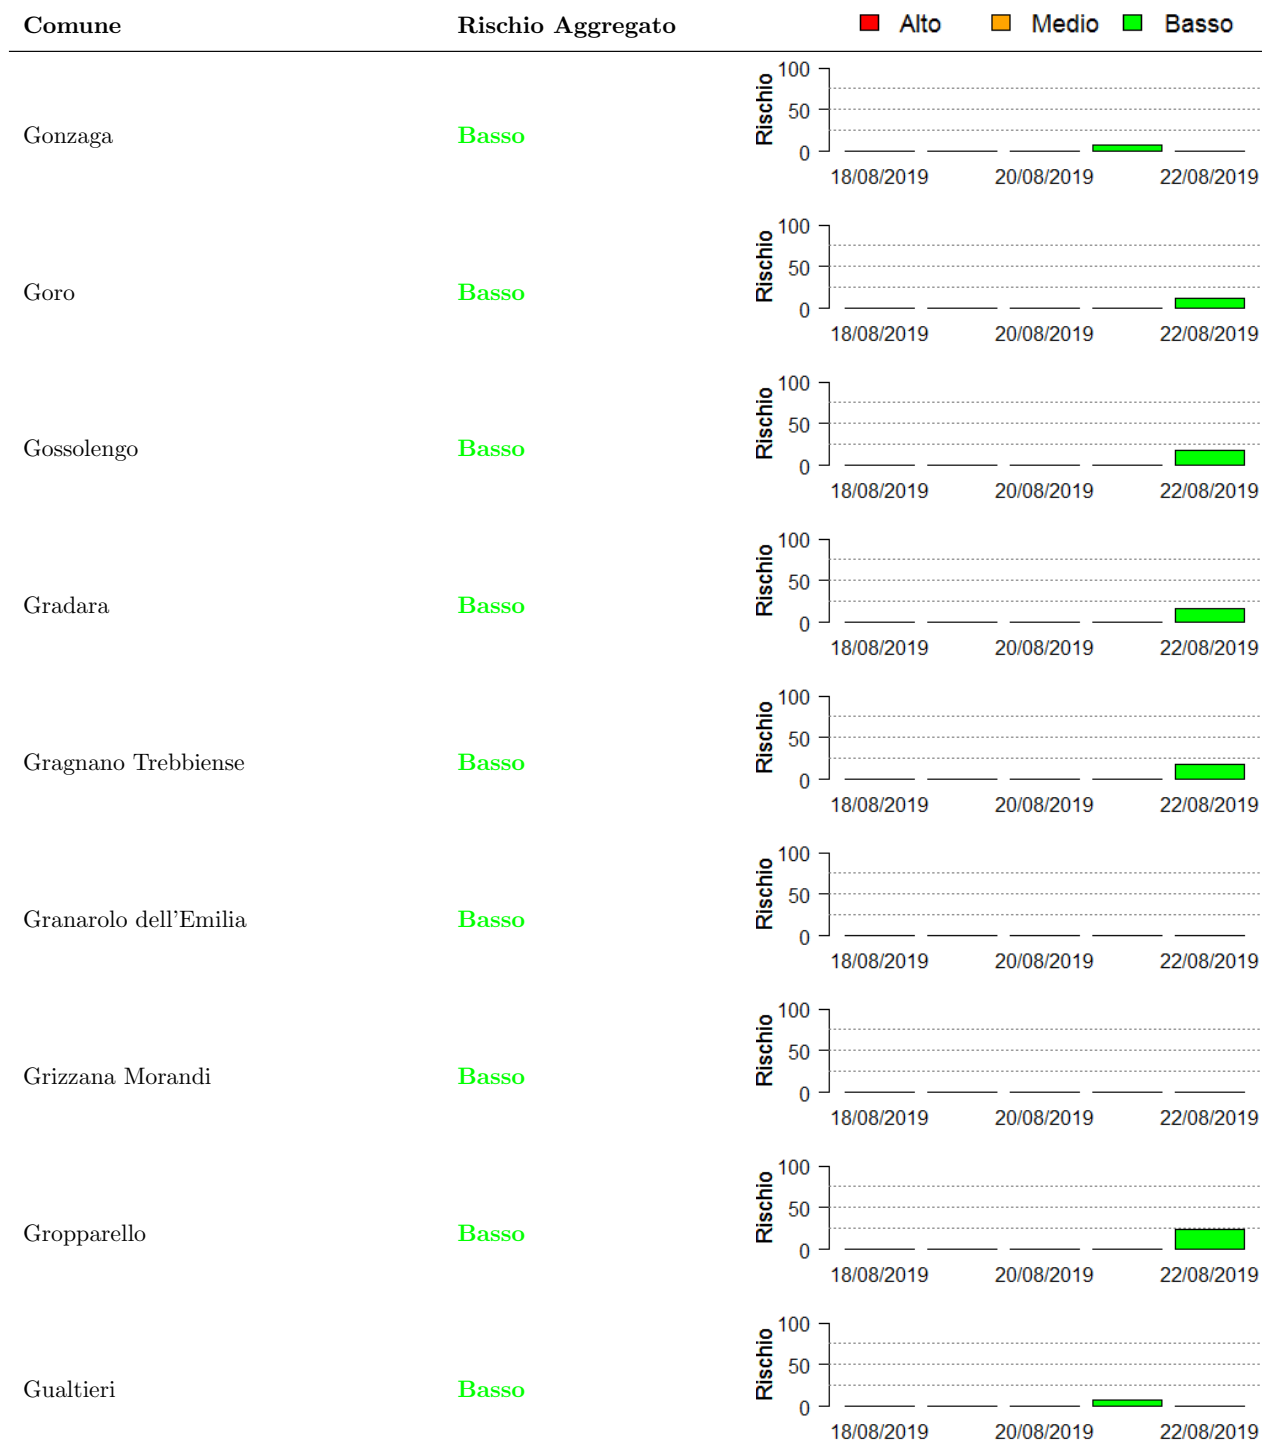 Comune Rischio Aggregato Alto Medio Basso
100
50
0
Rischio
Gonzaga Basso
18/08/2019 20/08/2019 22/08/2019
100
50
0
Rischio
Goro Basso
18/08/2019 20/08/2019 22/08/2019
100
50
0
Rischio
Gossolengo Basso
18/08/2019 20/08/2019 22/08/2019
100
50
0
Rischio
Gradara Basso
18/08/2019 20/08/2019 22/08/2019
100
50
0
Rischio
Gragnano Trebbiense Basso
18/08/2019 20/08/2019 22/08/2019
100
50
0
Rischio
Granarolo dell'Emilia Basso
18/08/2019 20/08/2019 22/08/2019
100
50
0
Rischio
Grizzana Morandi Basso
18/08/2019 20/08/2019 22/08/2019
100
50
0
Rischio
Gropparello Basso
18/08/2019 20/08/2019 22/08/2019
100
50
0
Rischio
Gualtieri Basso
18/08/2019 20/08/2019 22/08/2019